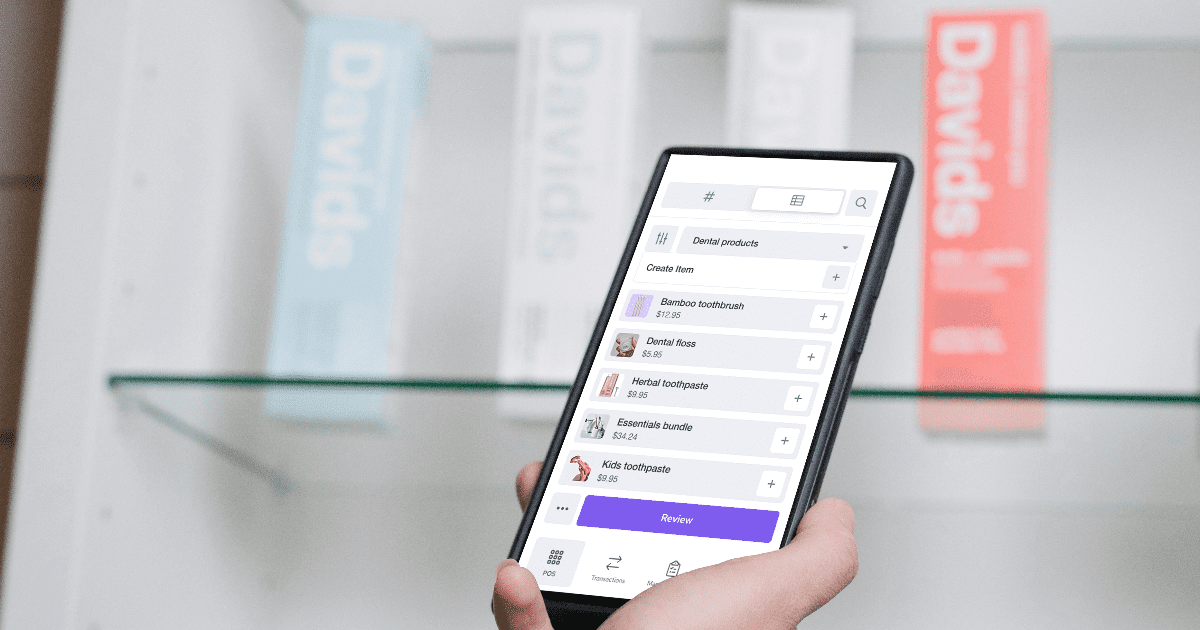 Davids
Davids
Davids
Davids
#
Dental products
Create Item
+
Bamboo toothbrush
$12.95
+
Dental floss
$5.95
+
Herbal toothpaste
$9.95
+
Essentials bundle
$34.24
+
Kids toothpaste
$9.95
+
Review
POS
Transactions